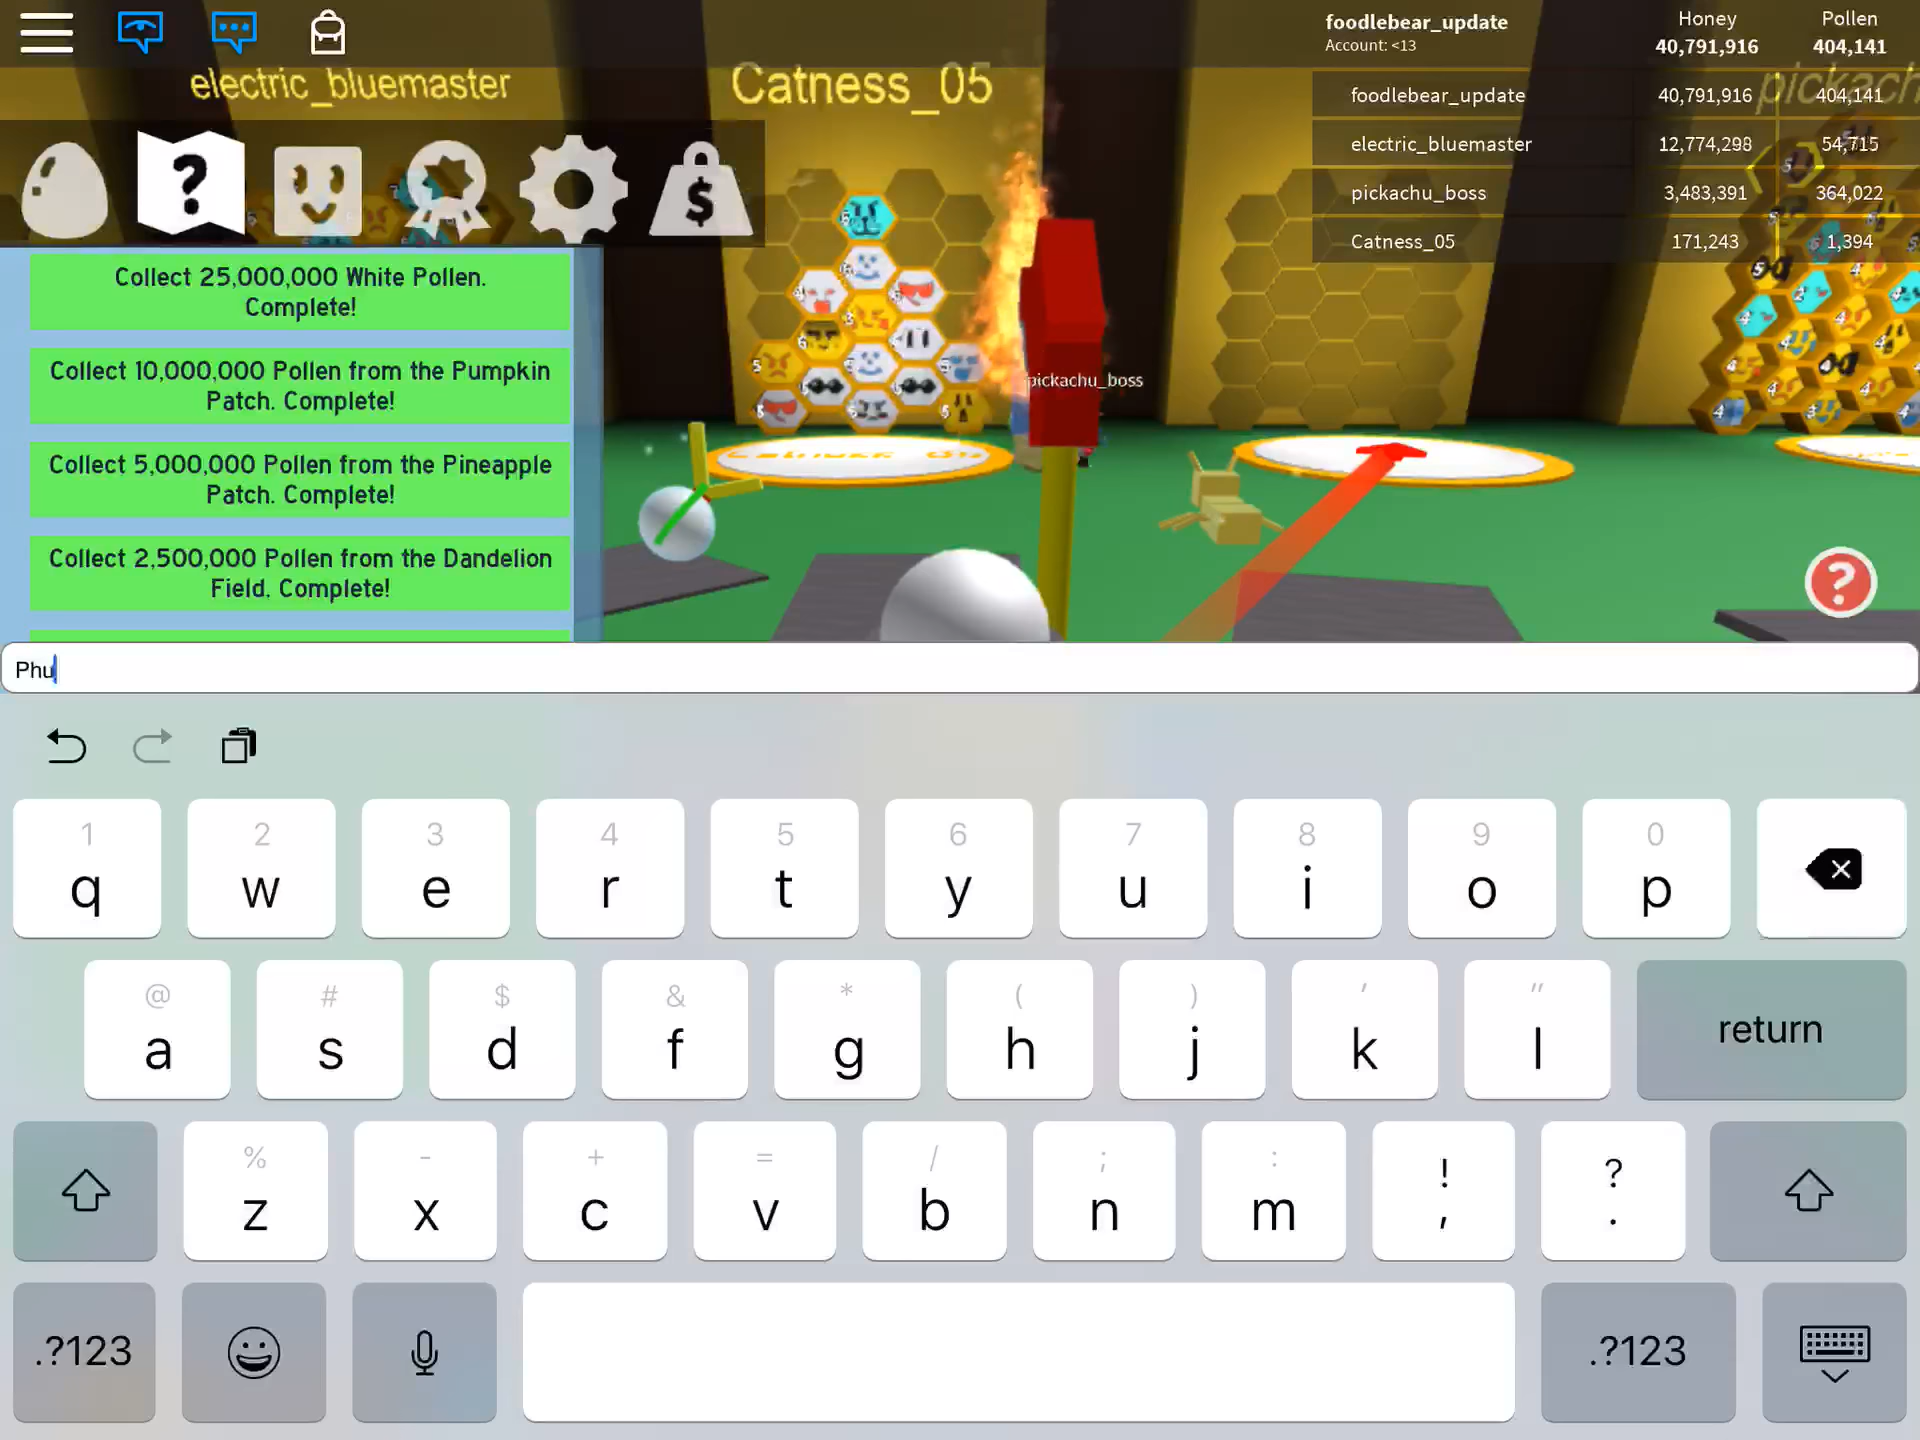 foodlebear_update
Account: <13
Honey
40,791,916
Pollen
404,141
electric_bluemaster
Catness_05
pickach
foodlebear_update 40,791,916 404,141
electric_bluemaster 12,774,298 54,715
pickachu_boss 3,483,391 364,022
Catness_05 171,243 1,394
?
$
Collect 25,000,000 White Pollen.
Complete!
Collect 10,000,000 Pollen from the Pumpkin
Patch. Complete!
Collect 5,000,000 Pollen from the Pineapple
Patch. Complete!
Collect 2,500,000 Pollen from the Dandelion
Field. Complete!
pickachu_boss
?
Phu
1 2 3 4 5 6 7 8 9 0
q w e r t y u i o p
@ # $ & * ( ) ' "
a s d f g h j k l return
% - + = / ; : ! ?
z x c v b n m , .
.?123 .?123